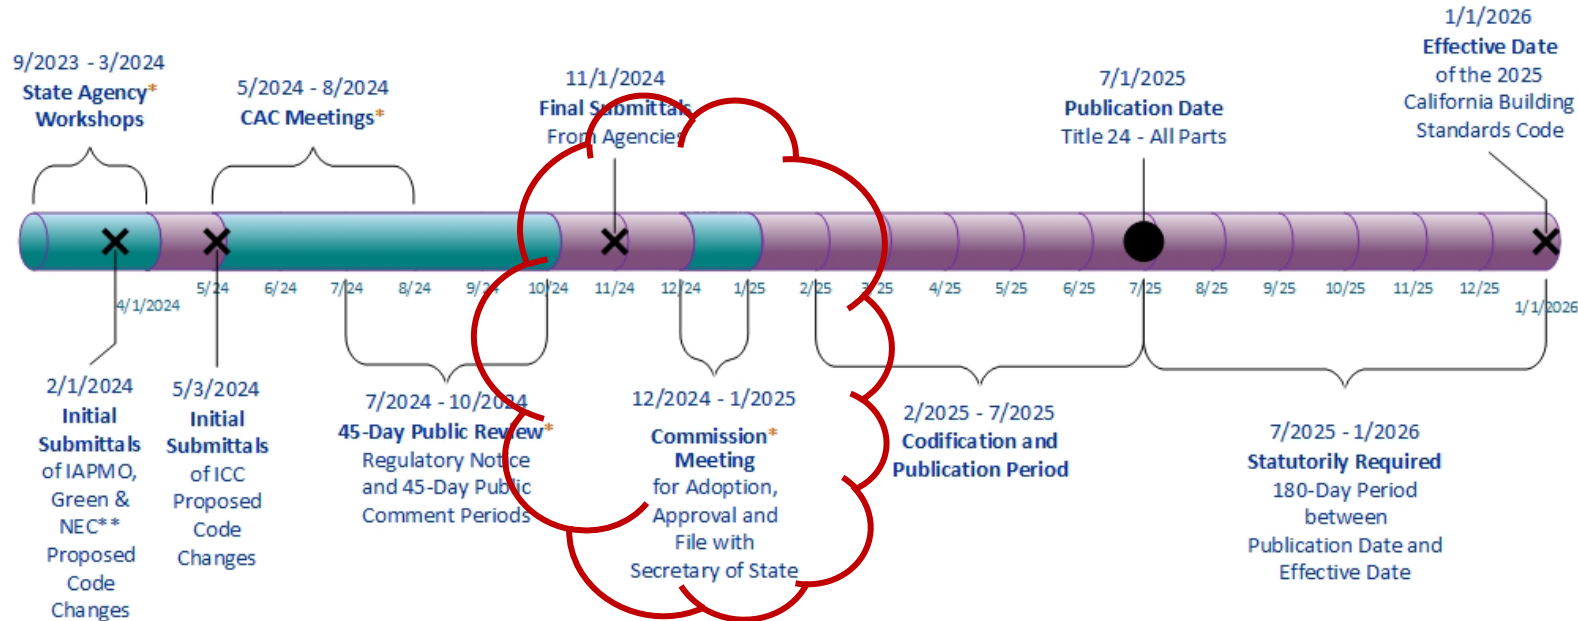 9/2023 - 3/2024
State Agency*
Workshops
5/2024 - 8/2024
CAC Meetings*
11/1/2024
Final Submittals
From Agencies
7/1/2025
Publication Date
Title 24 - All Parts
1/1/2026
Effective Date
of the 2025
California Building
Standards Code
4/1/2024
5/24
6/24
7/24
8/24
9/24
10/24
11/24
12/24
1/25
2/25
3/25
4/25
5/25
6/25
7/25
8/25
9/25
10/25
11/25
12/25
1/1/2026
2/1/2024
Initial
Submittals
of IAPMO,
Green &
NEC**
Proposed
Code
Changes
5/3/2024
Initial
Submittals
of ICC
Proposed
Code
Changes
7/2024 - 10/2024
45-Day Public Review*
Regulatory Notice
and 45-Day Public
Comment Periods
12/2024 - 1/2025
Commission*
Meeting
for Adoption,
Approval and
File with
Secretary of State
2/2025 - 7/2025
Codification and
Publication Period
7/2025 - 1/2026
Statutorily Required
180-Day Period
between
Publication Date and
Effective Date